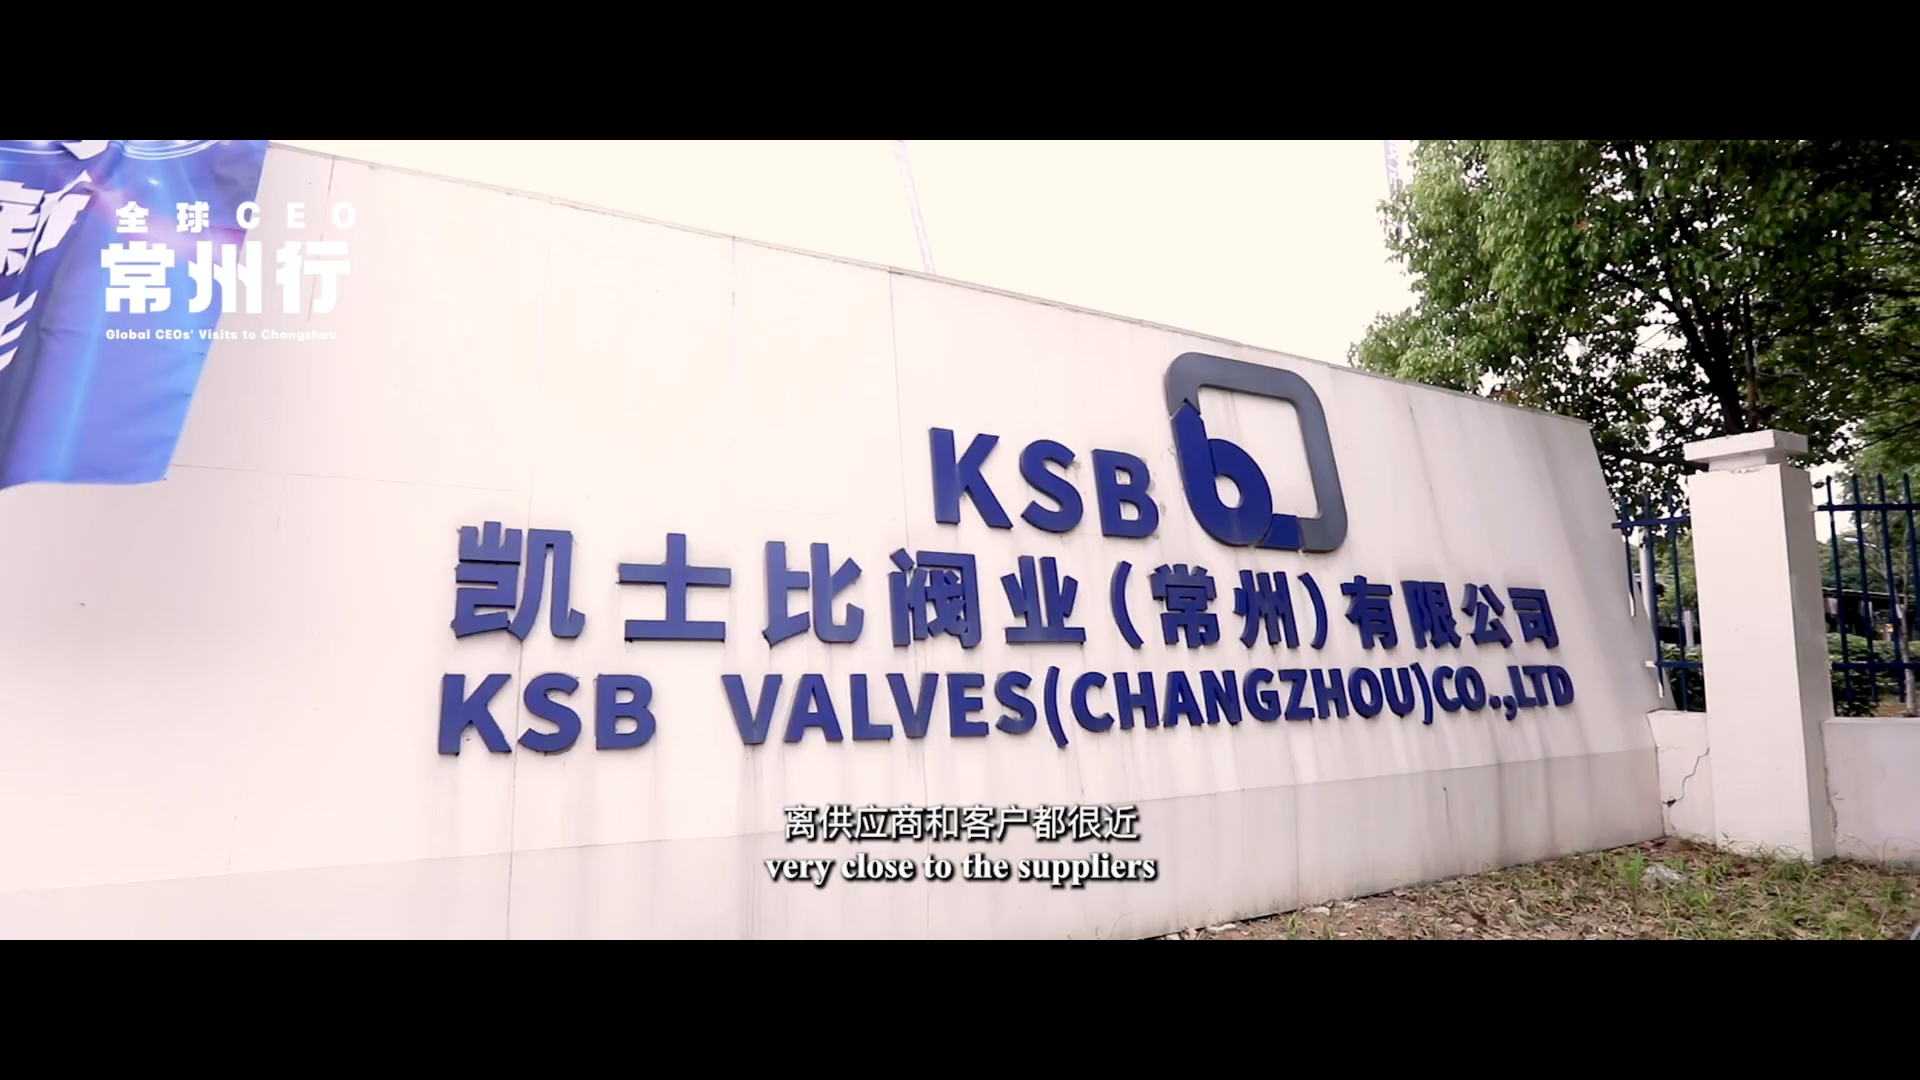 新
全球CEO
常州行
Global CEOs' Visits to Changzhou
KSB
凯士比阀业(常州)有限公司
KSB VALVES(CHANGZHOU)CO.,LTD
离供应商和客户都很近
very close to the suppliers